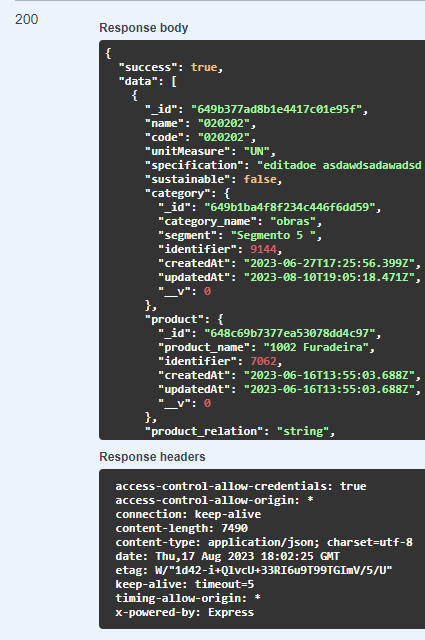 200
Response body
{
"success": true,
"data": [
{
"_id": "649b377ad8b1e4417c01e95f",
"name": "020202",
"code": "020202",
"unitMeasure": "UN",
"specification": "editadoe asdawdsadawadsd
"sustainable": false,
"category": {
"_id": "649b1ba4f8f234c446f6dd59",
"category_name": "obras",
"segment": "Segmento 5 ",
"identifier": 9144,
"createdAt": "2023-06-27T17:25:56.399Z",
"updatedAt": "2023-08-10T19:05:18.471Z",
"__v": 0
},
"product": {
"_id": "648c69b7377ea53078dd4c97",
"product_name": "1002 Furadeira",
"identifier": 7062,
"createdAt": "2023-06-16T13:55:03.688Z",
"updatedAt": "2023-06-16T13:55:03.688Z",
"__v": 0
},
"product_relation": "string",
Response headers
access-control-allow-credentials: true
access-control-allow-origin: *
connection: keep-alive
content-length: 7490
content-type: application/json; charset=utf-8
date: Thu,17 Aug 2023 18:02:25 GMT
etag: W/"1d42-i+QlvcU+33RI6u9T99TGImV/5/U"
keep-alive: timeout=5
timing-allow-origin: *
x-powered-by: Express